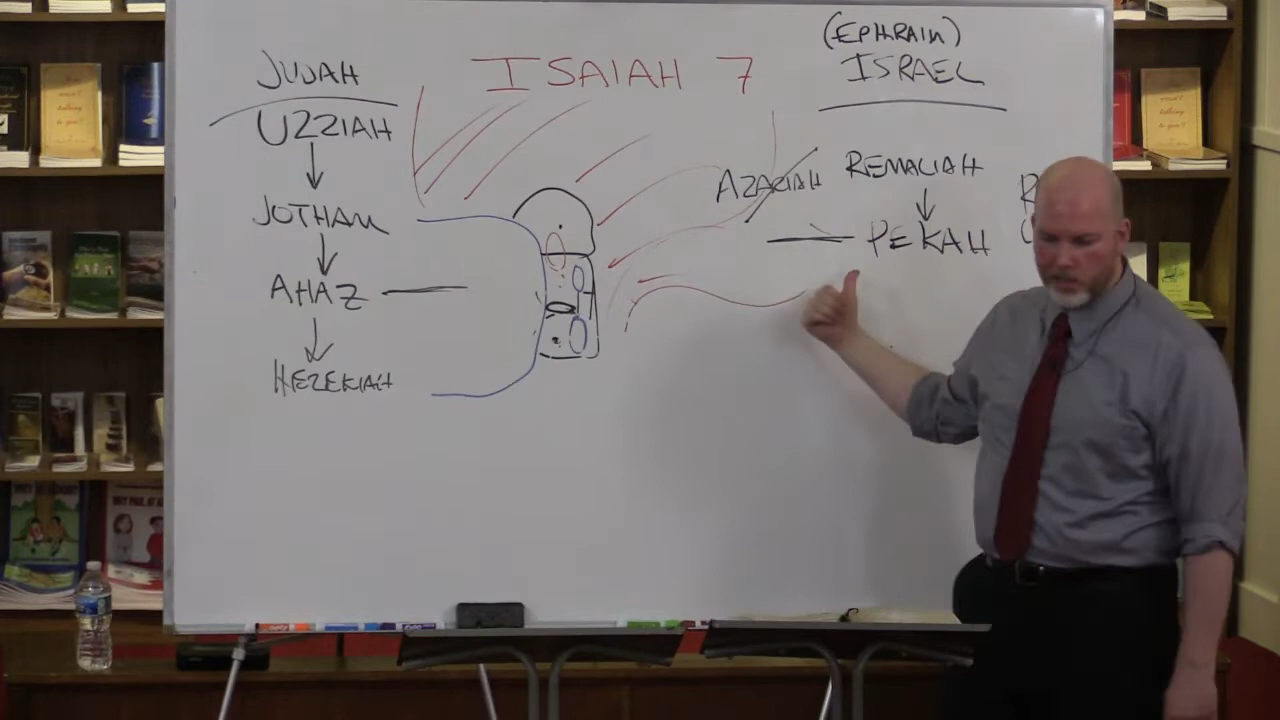 JUDAH
UZZIAH
JOTHAM
AHAZ
HEZEKIAH
ISAIAH 7
AZARIAH
(EPHRAIM)
ISRAEL
REMALIAH
PEKAH